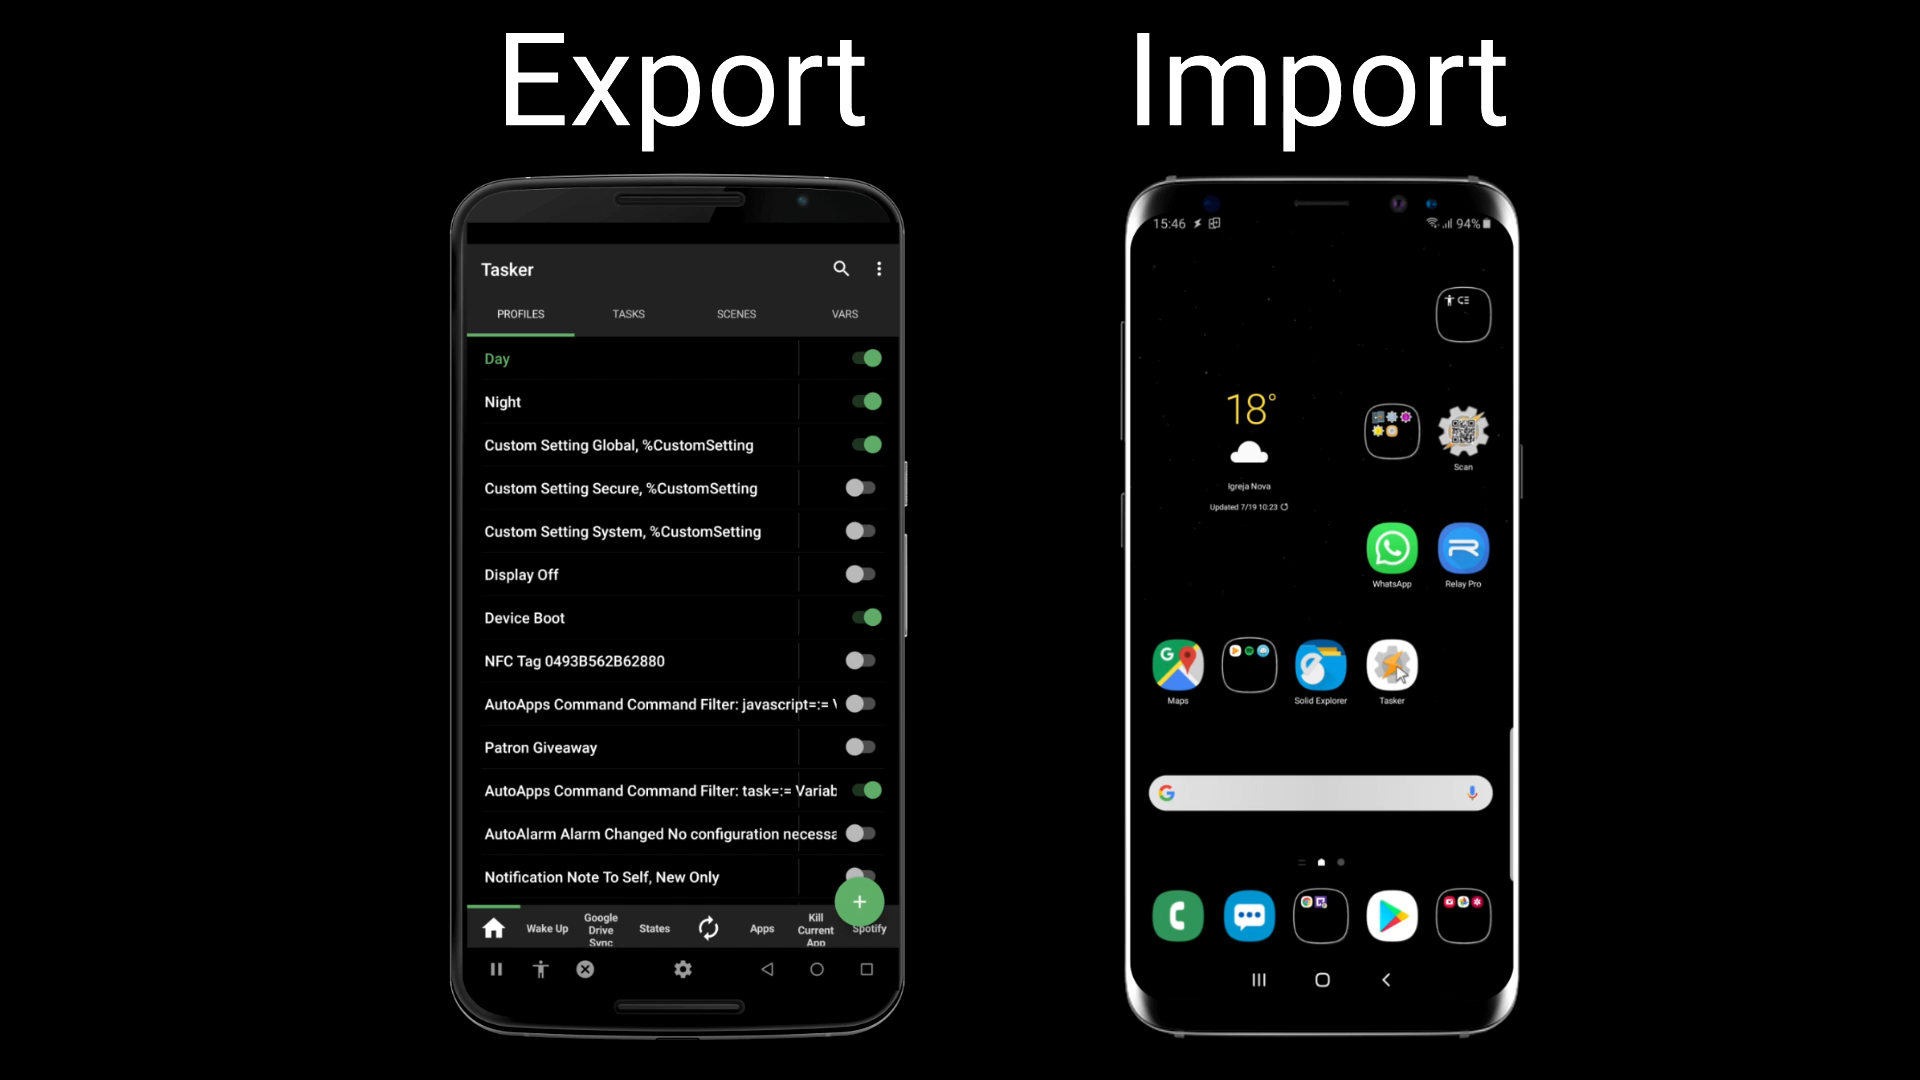 Export
Import
Tasker
PROFILES TASKS SCENES VARS
Day
Night
Custom Setting Global, %CustomSetting
Custom Setting Secure, %CustomSetting
Custom Setting System, %CustomSetting
Display Off
Device Boot
NFC Tag 0493B562B62880
AutoApps Command Command Filter: javascript=:=
Patron Giveaway
AutoApps Command Command Filter: task=:= Variab
AutoAlarm Alarm Changed No configuration necessa
Notification Note To Self, New Only
+
Wake Up
Google
Drive
Sync
States
Apps
Kill
Current
App
Spotify
15:46
94%
18°
Igreja Nova
Updated 7/19 10:23
Scan
WhatsApp
Relay Pro
Maps
Solid Explorer
Tasker